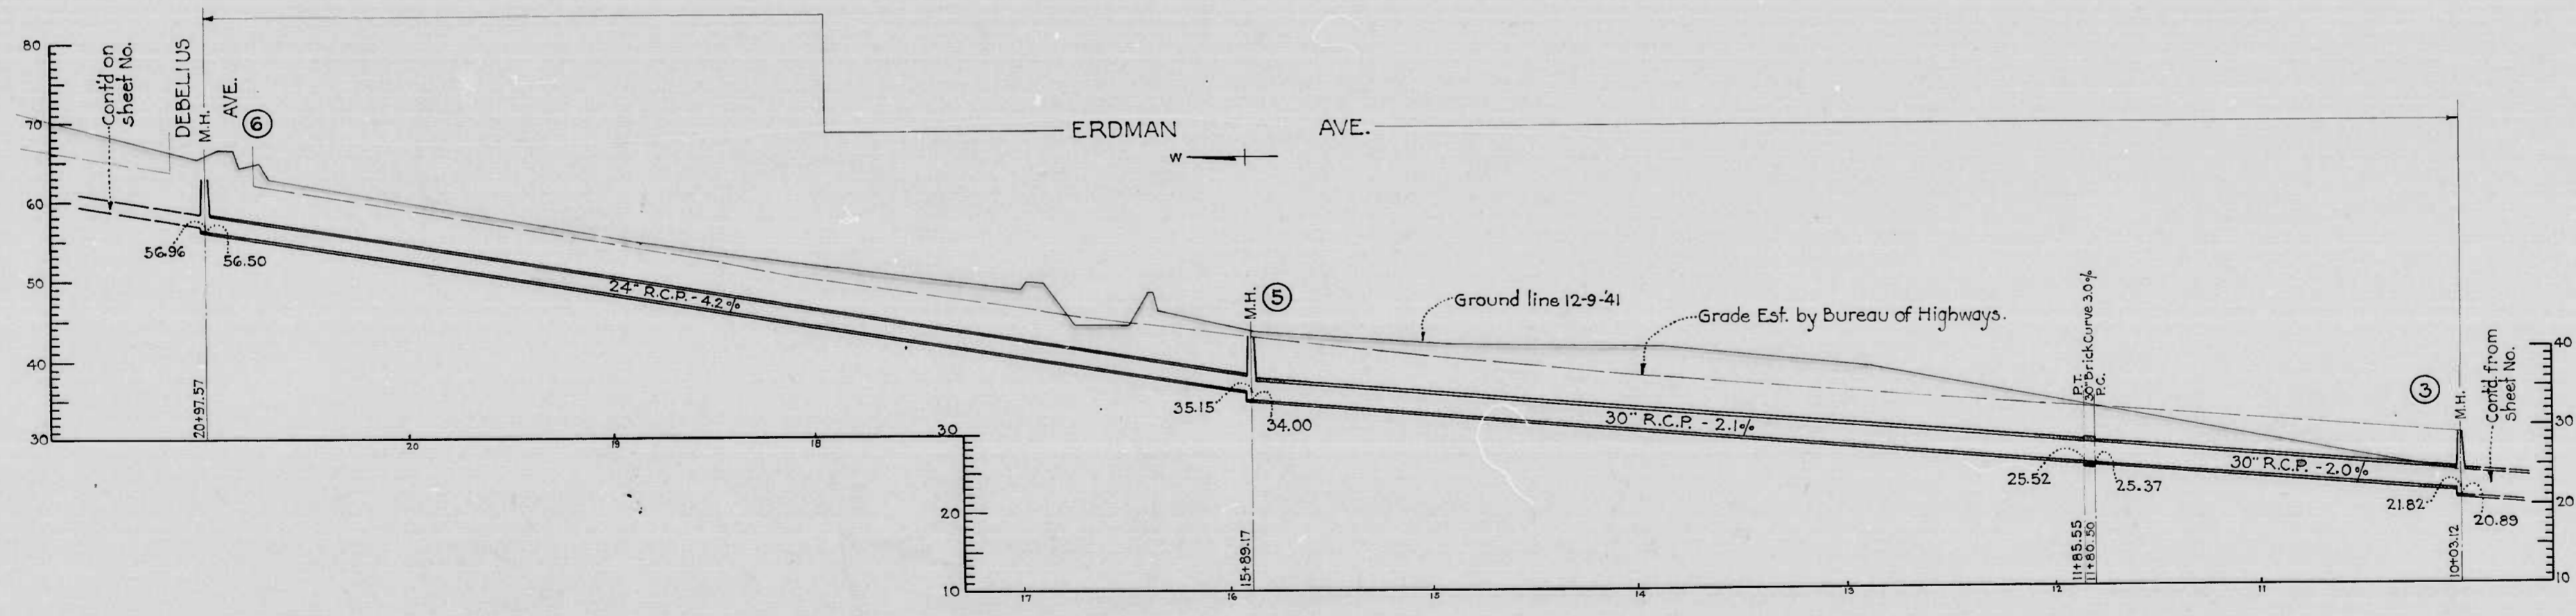 80
70
60
50
40
30
Cont'd on
sheet No.
DEBELIUS
AVE.
M.H.
6
ERDMAN AVE.
W
56.96
56.50
24" R.C.P. - 4.2%
20+97.57
20
19
18
30
20
10
M.H.
5
Ground line 12-9-'41
Grade Est. by Bureau of Highways.
35.15
34.00
30" R.C.P. - 2.1%
15+89.17
17
16
15
14
13
12
11
P.T.
30" Brick Curve 3.0%
P.C.
25.52
25.37
11+85.55
11+80.50
30" R.C.P. - 2.0%
3
M.H.
Cont'd from
sheet No.
21.82
20.89
10+03.12
40
30
20
10